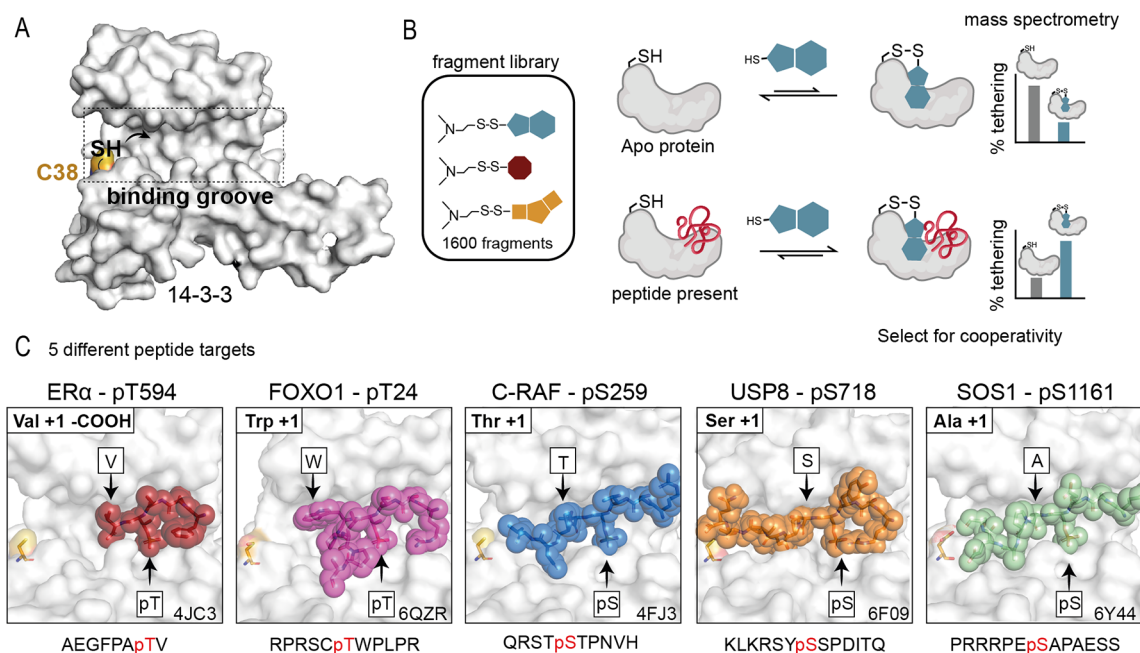 A
SH
C38
binding groove
14-3-3
B
fragment library
N
S-S
N
S-S
N
S-S
1600 fragments
SH
Apo protein
HS
S-S
mass spectrometry
SH
S-S
% tethering
SH
peptide present
HS
S-S
S-S
SH
% tethering
Select for cooperativity
C 5 different peptide targets
ERα - pT594
Val +1 -COOH
V
pT
4JC3
AEGFPApTV
FOXO1 - pT24
Trp +1
W
pT
6QZR
RPRSCpTWPLPR
C-RAF - pS259
Thr +1
T
pS
4FJ3
QRSTpSTPNVH
USP8 - pS718
Ser +1
S
pS
6F09
KLKRSYpSSPDITQ
SOS1 - pS1161
Ala +1
A
pS
6Y44
PRRRPEpSAPAESS